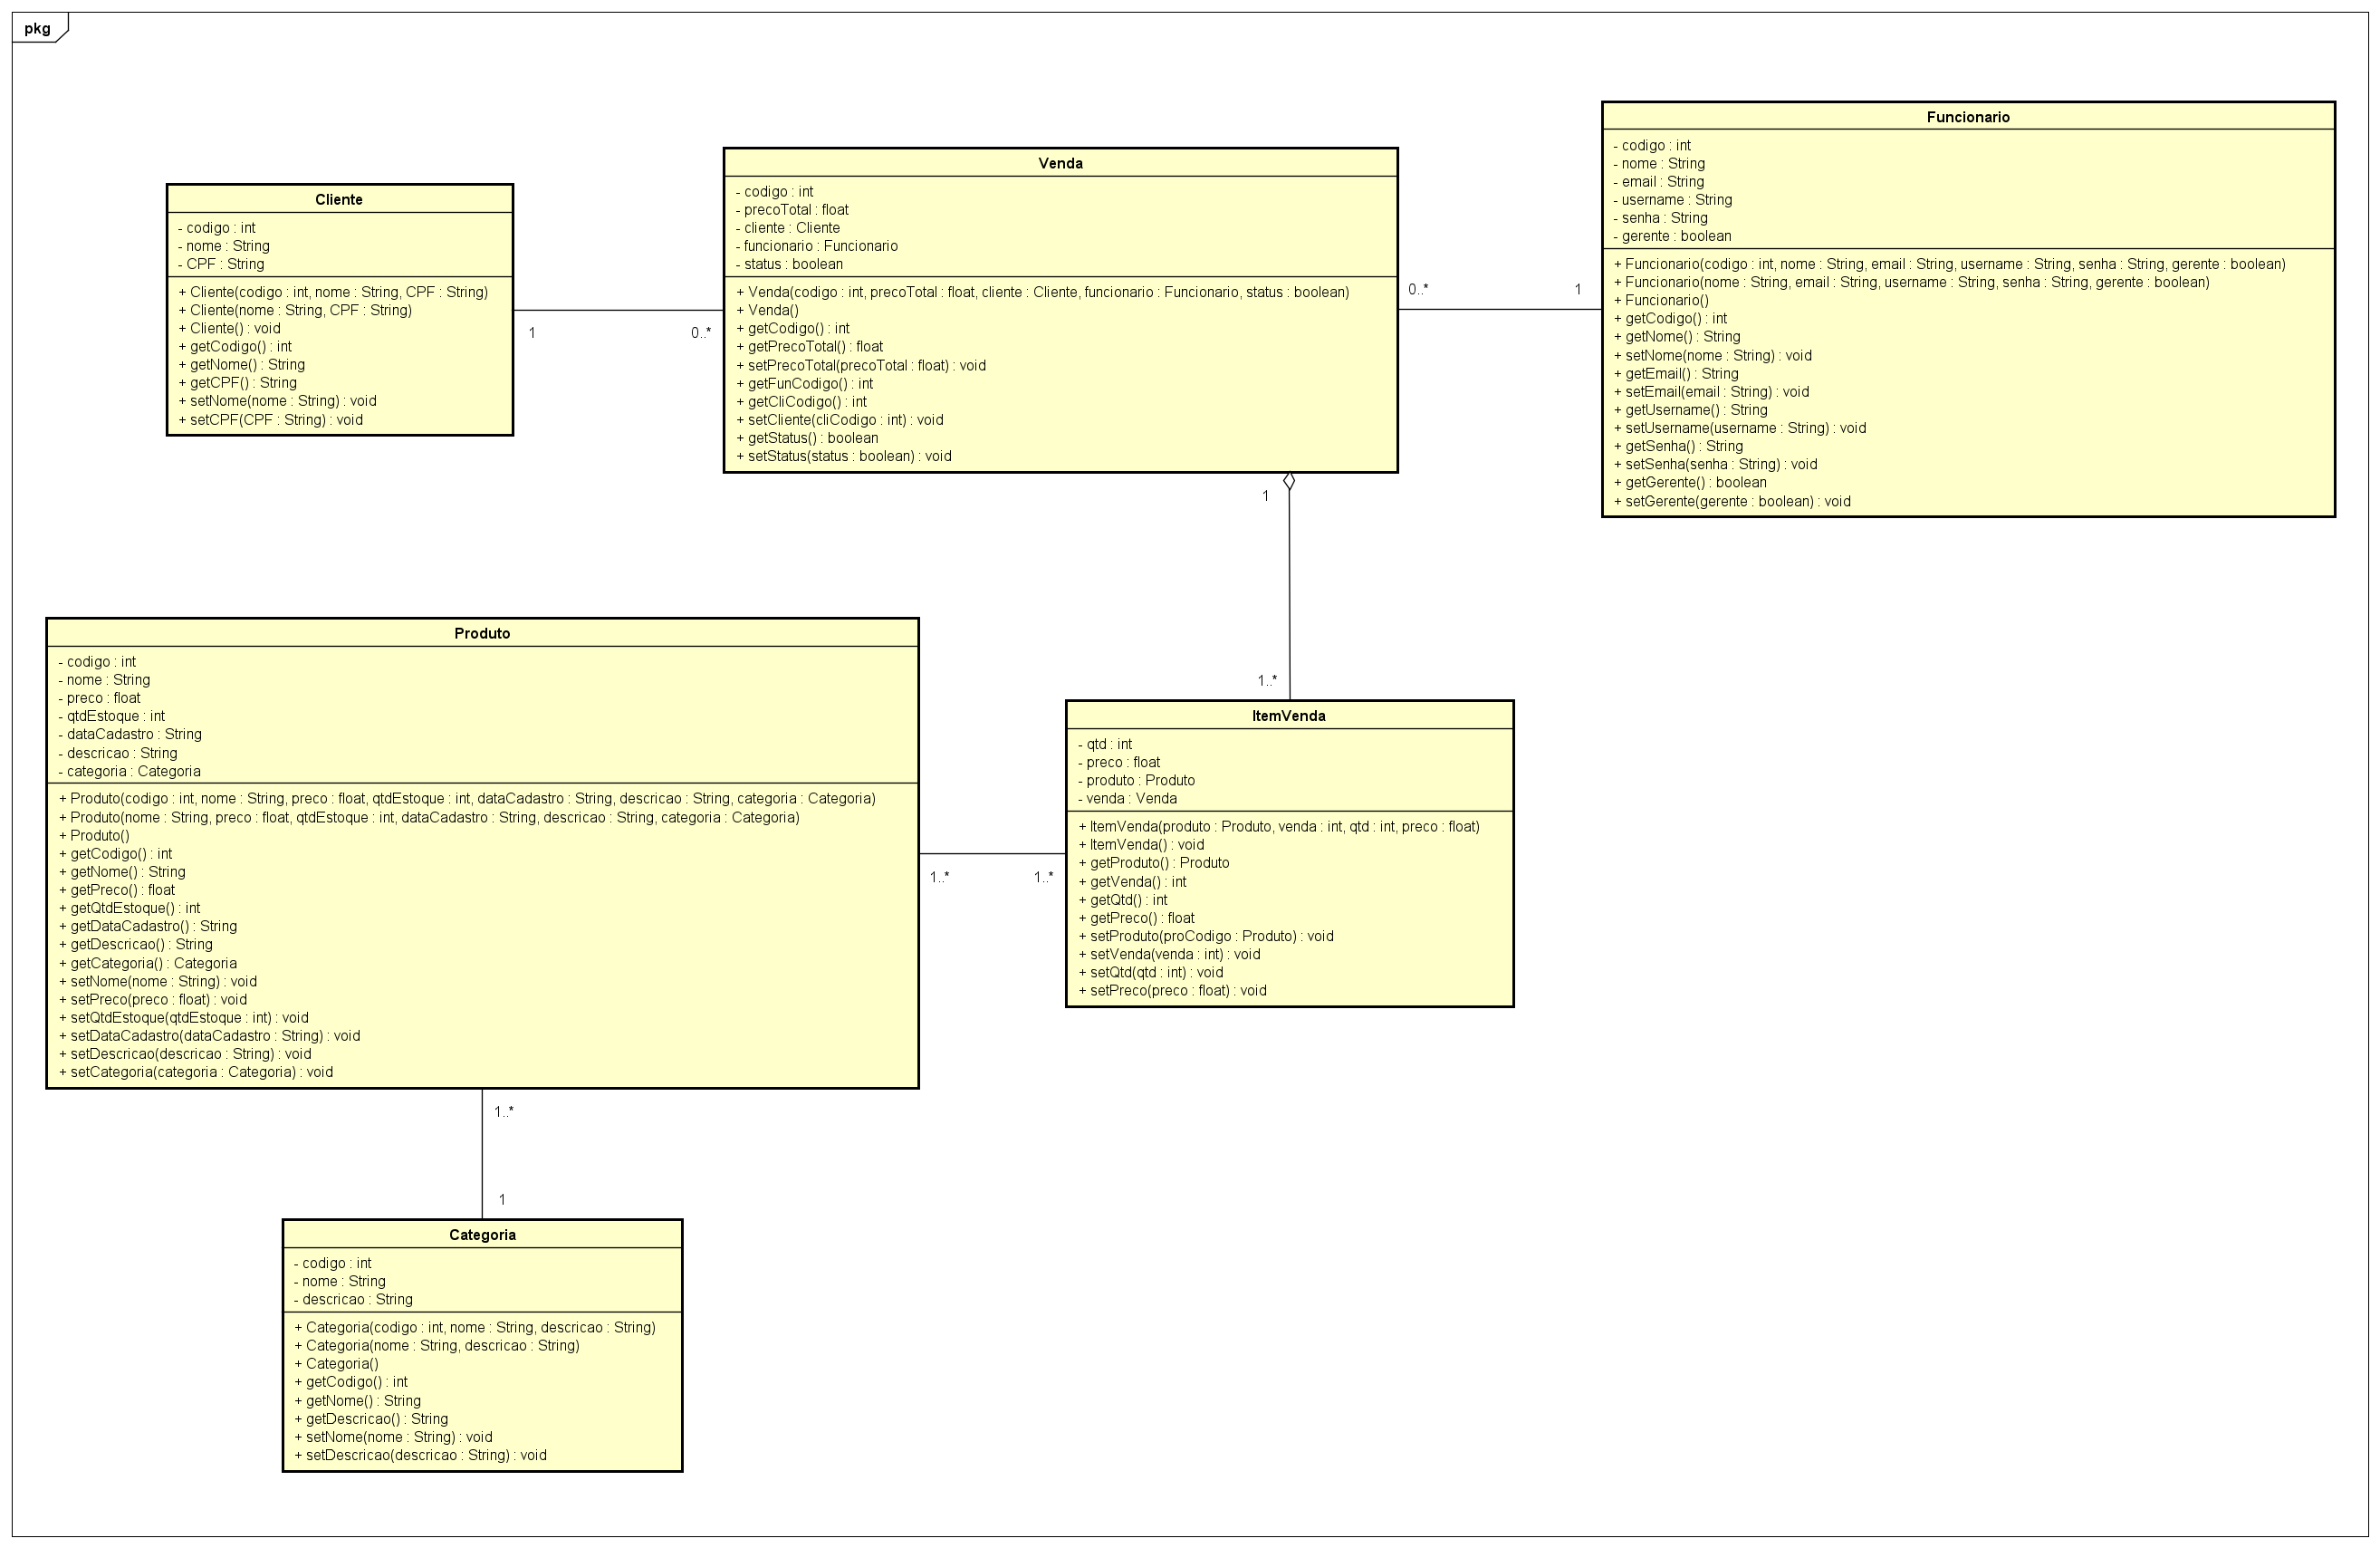 pkg
Cliente
- codigo : int
- nome : String
- CPF : String
+ Cliente(codigo : int, nome : String, CPF : String)
+ Cliente(nome : String, CPF : String)
+ Cliente() : void
+ getCodigo() : int
+ getNome() : String
+ getCPF() : String
+ setNome(nome : String) : void
+ setCPF(CPF : String) : void
1
0..*
Venda
- codigo : int
- precoTotal : float
- cliente : Cliente
- funcionario : Funcionario
- status : boolean
+ Venda(codigo : int, precoTotal : float, cliente : Cliente, funcionario : Funcionario, status : boolean)
+ Venda()
+ getCodigo() : int
+ getPrecoTotal() : float
+ setPrecoTotal(precoTotal : float) : void
+ getFunCodigo() : int
+ getCliCodigo() : int
+ setCliente(cliCodigo : int) : void
+ getStatus() : boolean
+ setStatus(status : boolean) : void
0..*
1
Funcionario
- codigo : int
- nome : String
- email : String
- username : String
- senha : String
- gerente : boolean
+ Funcionario(codigo : int, nome : String, email : String, username : String, senha : String, gerente : boolean)
+ Funcionario(nome : String, email : String, username : String, senha : String, gerente : boolean)
+ Funcionario()
+ getCodigo() : int
+ getNome() : String
+ setNome(nome : String) : void
+ getEmail() : String
+ setEmail(email : String) : void
+ getUsername() : String
+ setUsername(username : String) : void
+ getSenha() : String
+ setSenha(senha : String) : void
+ getGerente() : boolean
+ setGerente(gerente : boolean) : void
1
1..*
Produto
- codigo : int
- nome : String
- preco : float
- qtdEstoque : int
- dataCadastro : String
- descricao : String
- categoria : Categoria
+ Produto(codigo : int, nome : String, preco : float, qtdEstoque : int, dataCadastro : String, descricao : String, categoria : Categoria)
+ Produto(nome : String, preco : float, qtdEstoque : int, dataCadastro : String, descricao : String, categoria : Categoria)
+ Produto()
+ getCodigo() : int
+ getNome() : String
+ getPreco() : float
+ getQtdEstoque() : int
+ getDataCadastro() : String
+ getDescricao() : String
+ getCategoria() : Categoria
+ setNome(nome : String) : void
+ setPreco(preco : float) : void
+ setQtdEstoque(qtdEstoque : int) : void
+ setDataCadastro(dataCadastro : String) : void
+ setDescricao(descricao : String) : void
+ setCategoria(categoria : Categoria) : void
1..*
1..*
ItemVenda
- qtd : int
- preco : float
- produto : Produto
- venda : Venda
+ ItemVenda(produto : Produto, venda : int, qtd : int, preco : float)
+ ItemVenda() : void
+ getProduto() : Produto
+ getVenda() : int
+ getQtd() : int
+ getPreco() : float
+ setProduto(proCodigo : Produto) : void
+ setVenda(venda : int) : void
+ setQtd(qtd : int) : void
+ setPreco(preco : float) : void
1..*
1
Categoria
- codigo : int
- nome : String
- descricao : String
+ Categoria(codigo : int, nome : String, descricao : String)
+ Categoria(nome : String, descricao : String)
+ Categoria()
+ getCodigo() : int
+ getNome() : String
+ getDescricao() : String
+ setNome(nome : String) : void
+ setDescricao(descricao : String) : void